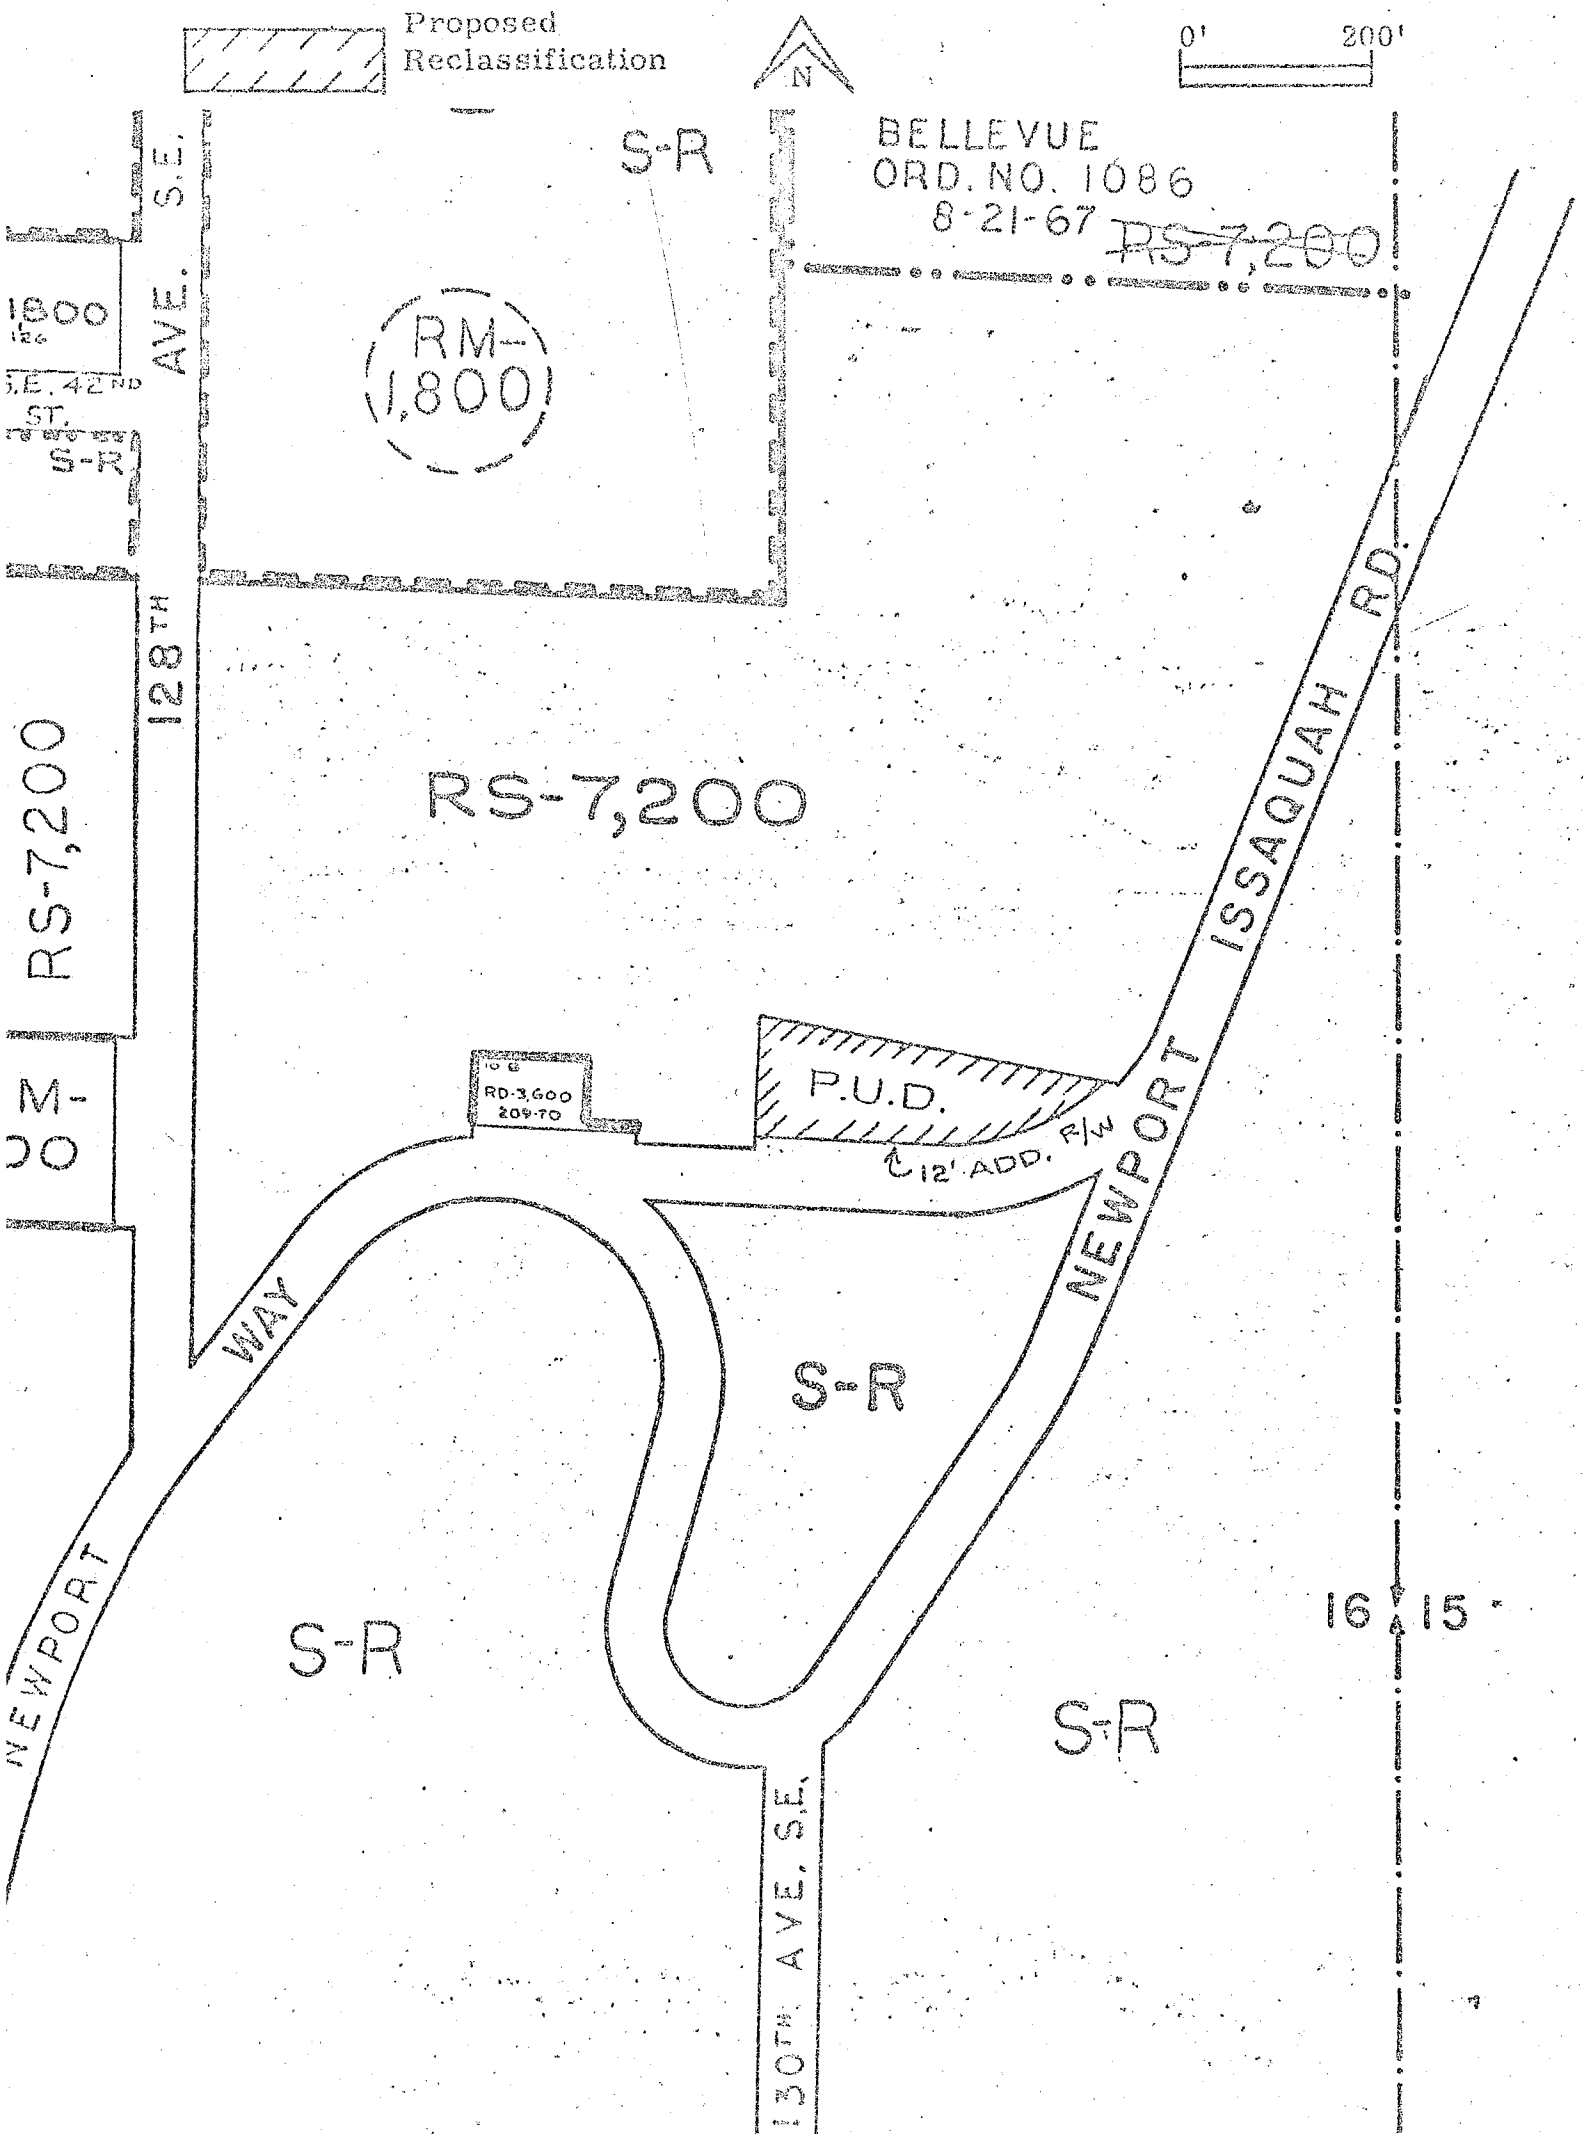 Proposed
Reclassification
N
0' 200'
S-R
BELLEVUE
ORD. NO. 1086
8-21-67
RS-7,200
128TH AVE. S.E.
1800
126
S.E. 42ND
ST.
S-R
RM-
1,800
RS-7,200
RS-7,200
NEWPORT ISSAQUAH RD.
M-
00
RD-3,600
209-70
P.U.D.
12' ADD. R/W
NEWPORT WAY
S-R
16 15
S-R
S-R
130TH AVE. S.E.